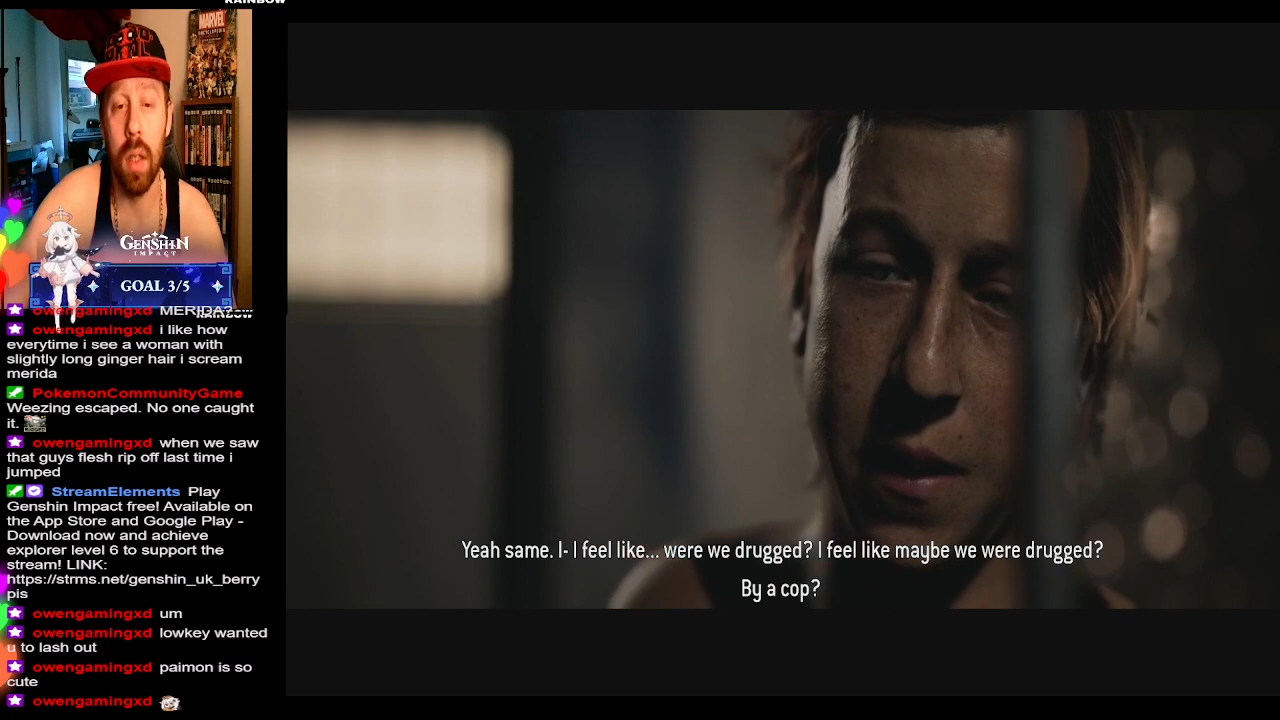 RAINBOW
MARVEL
ENCYCLOPEDIA
GENSHIN
IMPACT
GOAL 3/5
RAINBOW
owengamingxd MERIDA?
owengamingxd i like how
everytime i see a woman with
slightly long ginger hair i scream
merida
PokemonCommunityGame
Weezing escaped. No one caught
it.
owengamingxd when we saw
that guys flesh rip off last time i
jumped
StreamElements Play
Genshin Impact free! Available on
the App Store and Google Play -
Download now and achieve
explorer level 6 to support the
stream! LINK:
https://strms.net/genshin_uk_berry
pis
owengamingxd um
owengamingxd lowkey wanted
u to lash out
owengamingxd paimon is so
cute
owengamingxd
Yeah same. I- I feel like... were we drugged? I feel like maybe we were drugged?
By a cop?